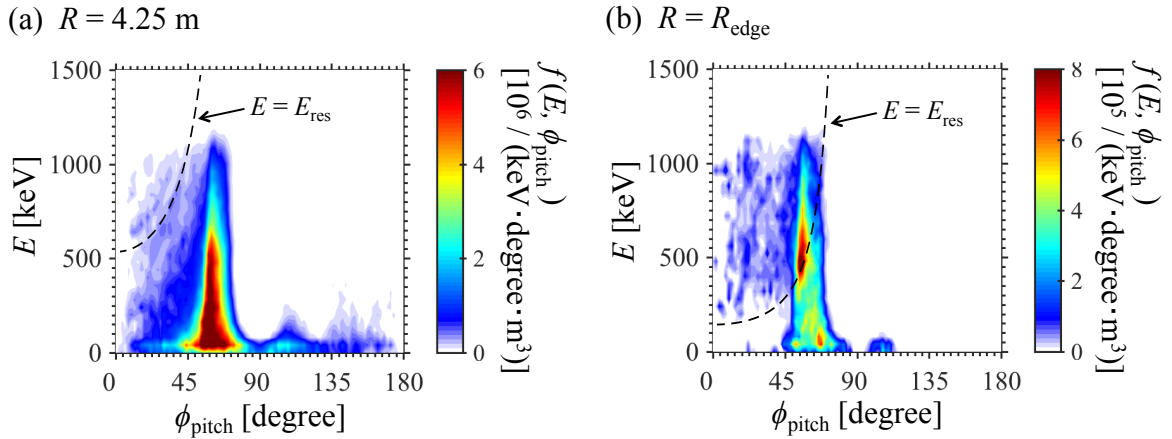 (a) R = 4.25 m
1500
1000
500
0
E [keV]
E = E_res
0 45 90 135 180
ϕ_pitch [degree]
6
4
2
0
f(E, ϕ_pitch)
[10^6 / (keV·degree·m^3)]
(b) R = R_edge
1500
1000
500
0
E [keV]
E = E_res
0 45 90 135 180
ϕ_pitch [degree]
8
6
4
2
0
f(E, ϕ_pitch)
[10^5 / (keV·degree·m^3)]